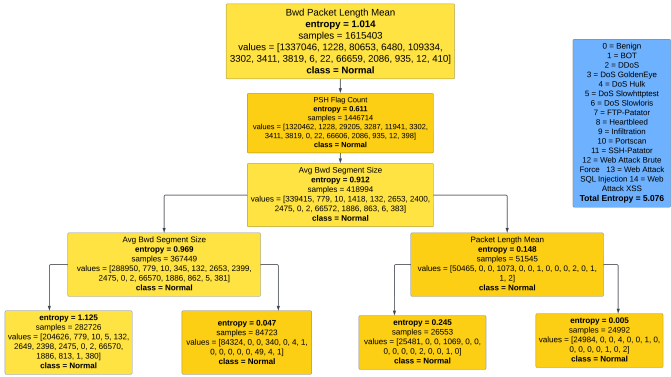 Bwd Packet Length Mean
entropy = 1.014
samples = 1615403
values = [1337046, 1228, 80653, 6480, 109334,
3302, 3411, 3819, 6, 22, 66659, 2086, 935, 12, 410]
class = Normal
PSH Flag Count
entropy = 0.611
samples = 1446714
values = [1320462, 1228, 29205, 3287, 11941, 3302,
3411, 3819, 0, 22, 66606, 2086, 935, 12, 398]
class = Normal
0 = Benign
1 = BOT
2 = DDoS
3 = DoS GoldenEye
4 = DoS Hulk
5 = DoS Slowhttptest
6 = DoS Slowloris
7 = FTP-Patator
8 = Heartbleed
9 = Infiltration
10 = Portscan
11 = SSH-Patator
12 = Web Attack Brute
Force 13 = Web Attack
SQL Injection 14 = Web
Attack XSS
Total Entropy = 5.076
Avg Bwd Segment Size
entropy = 0.912
samples = 418994
values = [339415, 779, 10, 1418, 132, 2653, 2400,
2475, 0, 2, 66572, 1886, 863, 6, 383]
class = Normal
Avg Bwd Segment Size
entropy = 0.969
samples = 367449
values = [288950, 779, 10, 345, 132, 2653, 2399,
2475, 0, 2, 66570, 1886, 862, 5, 381]
class = Normal
Packet Length Mean
entropy = 0.148
samples = 51545
values = [50465, 0, 0, 1073, 0, 0, 1, 0, 0, 0, 2, 0, 1,
1, 2]
class = Normal
entropy = 1.125
samples = 282726
values = [204626, 779, 10, 5, 132,
2649, 2398, 2475, 0, 2, 66570,
1886, 813, 1, 380]
class = Normal
entropy = 0.047
samples = 84723
values = [84324, 0, 0, 340, 0, 4, 1,
0, 0, 0, 0, 0, 49, 4, 1]
class = Normal
entropy = 0.245
samples = 26553
values = [25481, 0, 0, 1069, 0, 0,
0, 0, 0, 0, 2, 0, 0, 1, 0]
class = Normal
entropy = 0.005
samples = 24992
values = [24984, 0, 0, 4, 0, 0, 1, 0,
0, 0, 0, 0, 1, 0, 2]
class = Normal